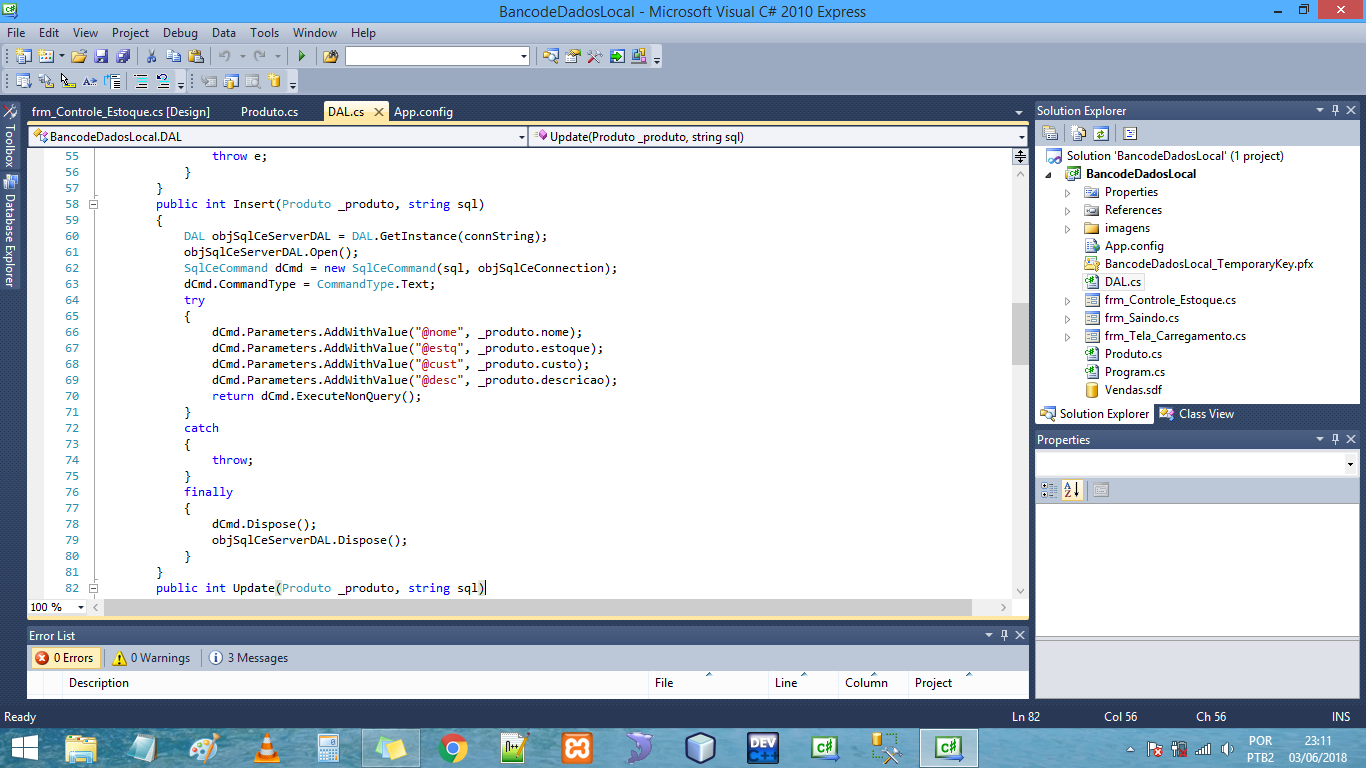 BancodeDadosLocal - Microsoft Visual C# 2010 Express
File Edit View Project Debug Data Tools Window Help
frm_Controle_Estoque.cs [Design] Produto.cs DAL.cs App.config
BancodeDadosLocal.DAL Update(Produto _produto, string sql)
Toolbox
Database Explorer
55 throw e;
56 }
57 }
58 public int Insert(Produto _produto, string sql)
59 {
60 DAL objSqlCeServerDAL = DAL.GetInstance(connString);
61 objSqlCeServerDAL.Open();
62 SqlCeCommand dCmd = new SqlCeCommand(sql, objSqlCeConnection);
63 dCmd.CommandType = CommandType.Text;
64 try
65 {
66 dCmd.Parameters.AddWithValue("@nome", _produto.nome);
67 dCmd.Parameters.AddWithValue("@estq", _produto.estoque);
68 dCmd.Parameters.AddWithValue("@cust", _produto.custo);
69 dCmd.Parameters.AddWithValue("@desc", _produto.descricao);
70 return dCmd.ExecuteNonQuery();
71 }
72 catch
73 {
74 throw;
75 }
76 finally
77 {
78 dCmd.Dispose();
79 objSqlCeServerDAL.Dispose();
80 }
81 }
82 public int Update(Produto _produto, string sql)
100 %
Solution Explorer
Solution 'BancodeDadosLocal' (1 project)
BancodeDadosLocal
Properties
References
imagens
App.config
BancodeDadosLocal_TemporaryKey.pfx
DAL.cs
frm_Controle_Estoque.cs
frm_Saindo.cs
frm_Tela_Carregamento.cs
Produto.cs
Program.cs
Vendas.sdf
Solution Explorer Class View
Properties
Error List
0 Errors 0 Warnings 3 Messages
Description File Line Column Project
Ready Ln 82 Col 56 Ch 56 INS
DEV C++
POR 23:11
PTB2 03/06/2018